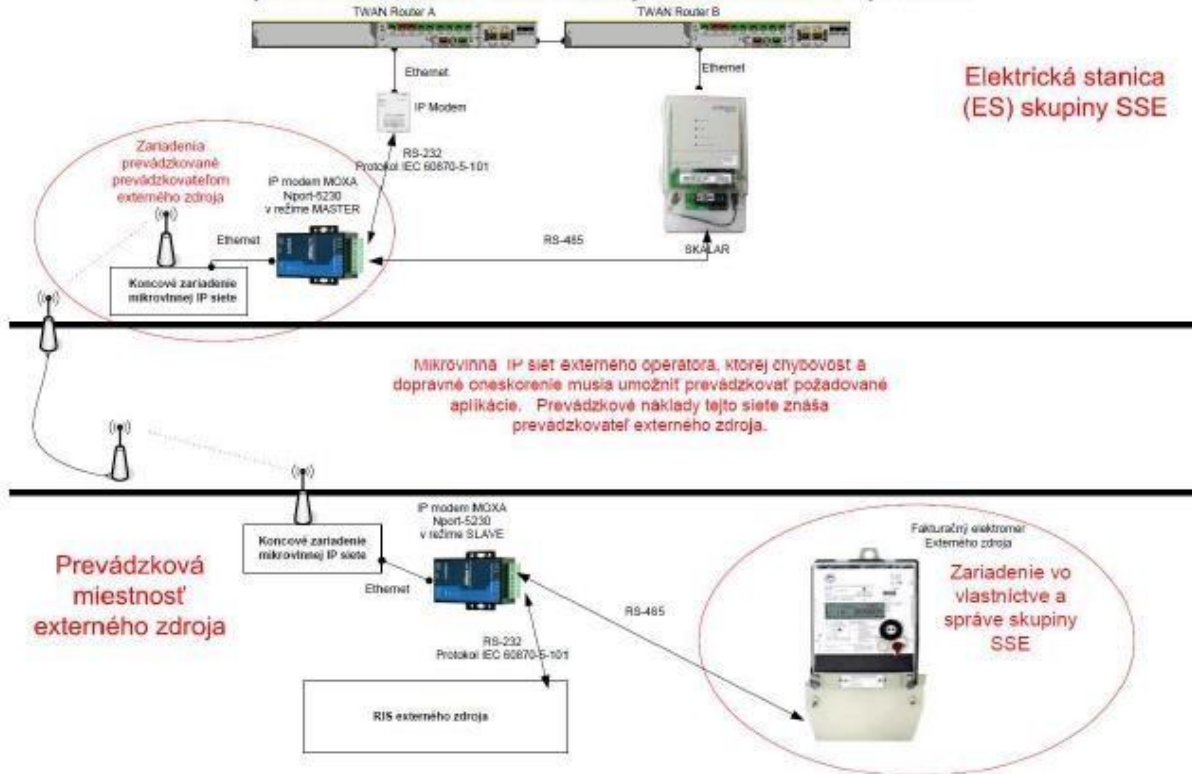 TWAN Router A
TWAN Router B
Ethernet
Ethernet
IP Modem
Elektrická stanica
(ES) skupiny SSE
Zariadenia
prevádzkované
prevádzkovateľom
externého zdroja
RS-232
Protokol IEC 60870-5-101
IP modem MOXA
Nport-5230
v režime MASTER
Ethernet
RS-485
SKALAR
Koncové zariadenie
mikrovlnnej IP siete
Mikrovlnná IP sieť externého operátora, ktorej chybovosť a
dopravné oneskorenie musia umožniť prevádzkovať požadované
aplikácie. Prevádzkové náklady tejto siete znáša
prevádzkovateľ externého zdroja.
Prevádzková
miestnosť
externého zdroja
Koncové zariadenie
mikrovlnnej IP siete
IP modem MOXA
Nport-5230
v režime SLAVE
Ethernet
RS-485
RS-232
Protokol IEC 60870-5-101
RIS externého zdroja
Fakturačný elektromer
Externého zdroja
Zariadenie vo
vlastníctve a
správe skupiny
SSE